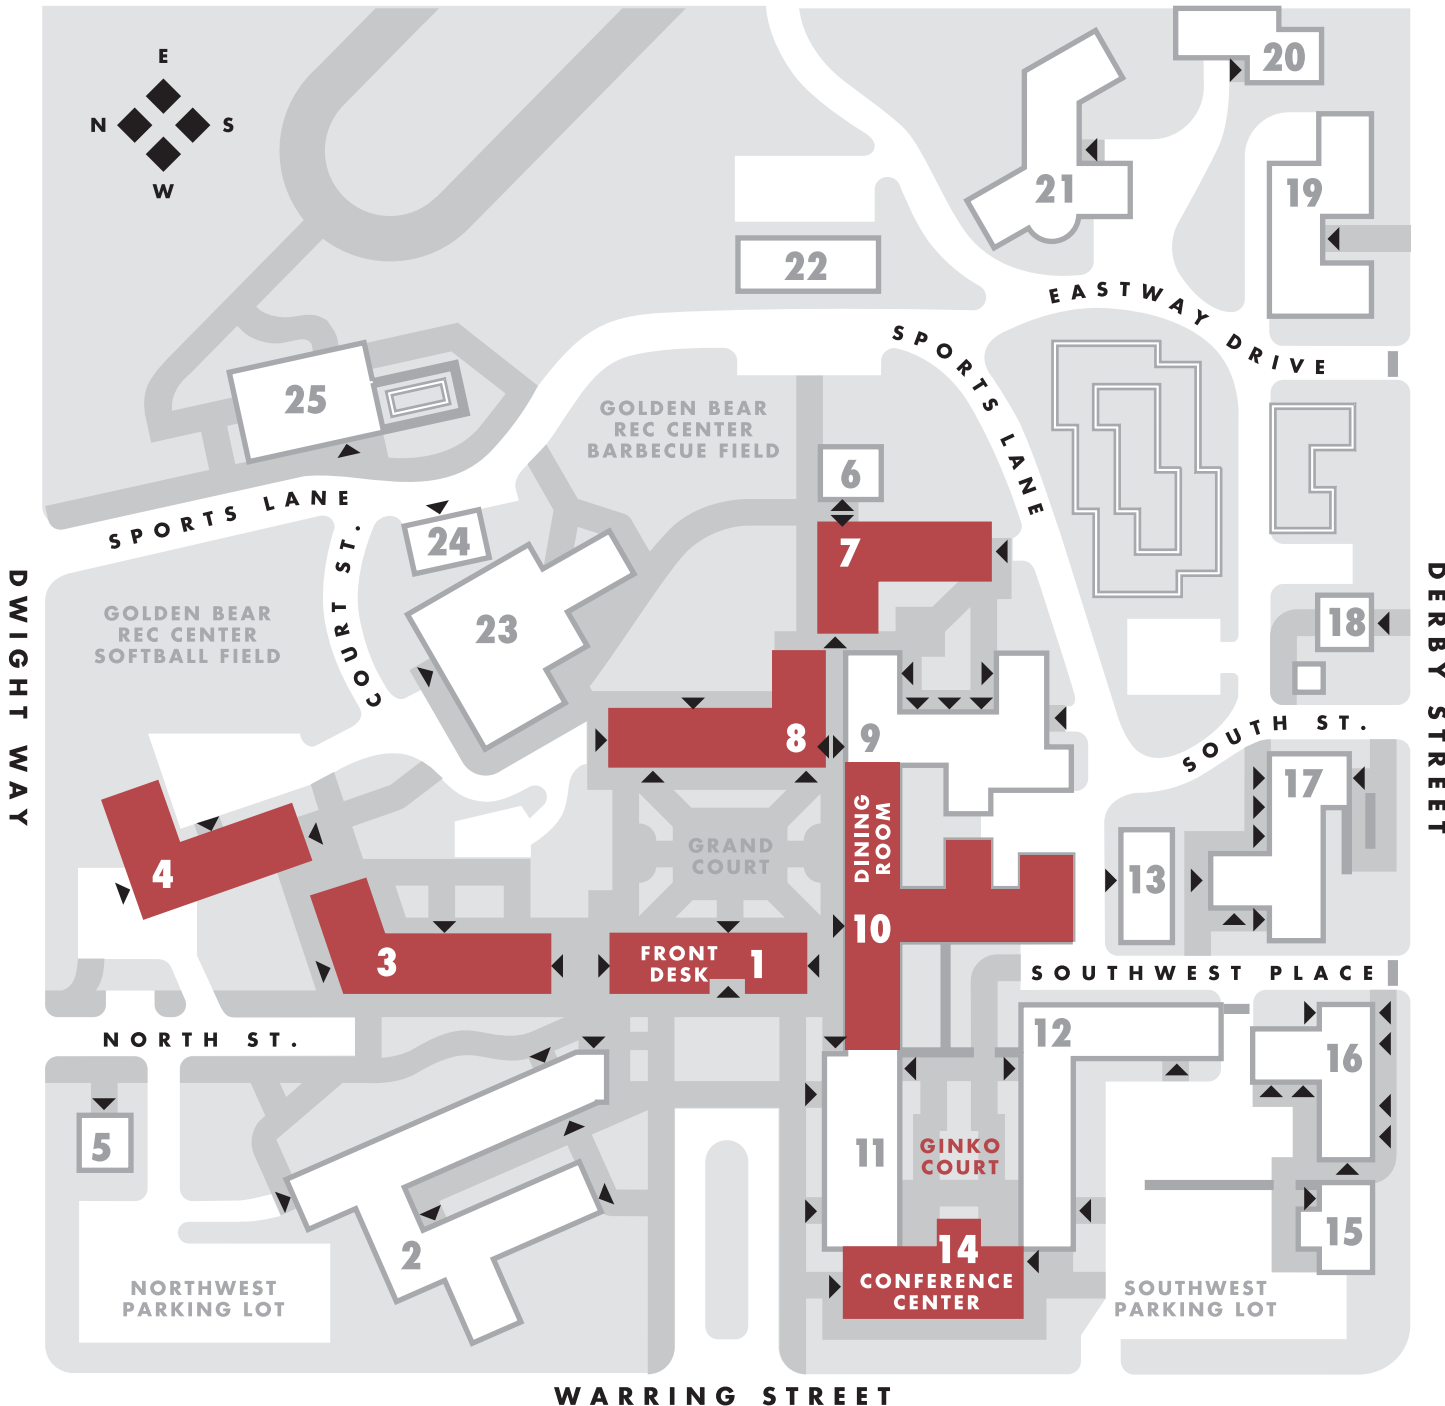 E
N S
W
20
21
19
22
EASTWAY DRIVE
SPORTS LANE
25
GOLDEN BEAR
REC CENTER
BARBECUE FIELD
6
SPORTS LANE
24
COURT ST.
7
DWIGHT WAY
GOLDEN BEAR
REC CENTER
SOFTBALL FIELD
23
18
DERBY STREET
8
9
SOUTH ST.
17
DINING
ROOM
GRAND
COURT
4
13
10
3
FRONT
DESK
1
SOUTHWEST PLACE
NORTH ST.
12
16
5
11
GINKO
COURT
2
15
14
CONFERENCE
CENTER
NORTHWEST
PARKING LOT
SOUTHWEST
PARKING LOT
WARRING STREET